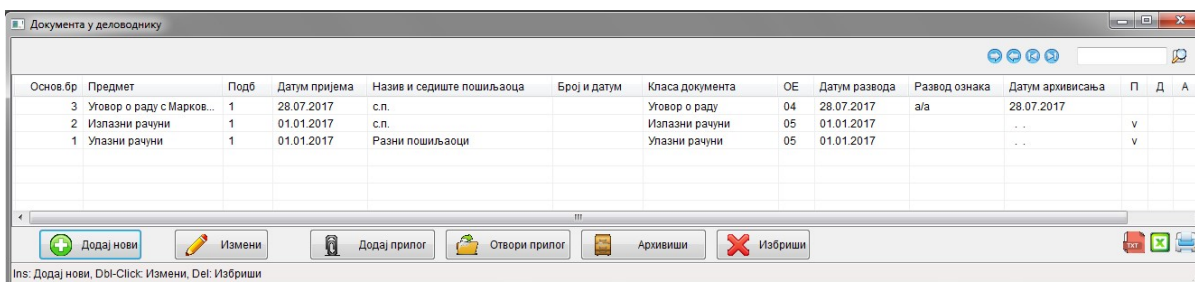 Документа у деловоднику
Основ.бр Предмет Подб Датум пријема Назив и седиште пошиљаоца Број и датум Класа документа ОЕ Датум развода Развод ознака Датум архивисања П Д А
3 Уговор о раду с Марков... 1 28.07.2017 с.п. Уговор о раду 04 28.07.2017 а/а 28.07.2017
2 Излазни рачуни 1 01.01.2017 с.п. Излазни рачуни 05 01.01.2017 . . v
1 Улазни рачуни 1 01.01.2017 Разни пошиљаоци Улазни рачуни 05 01.01.2017 . . v
Додај нови Измени Додај прилог Отвори прилог Архивиши Избриши
TXT X
Ins: Додај нови, Dbl-Click: Измени, Del: Избриши